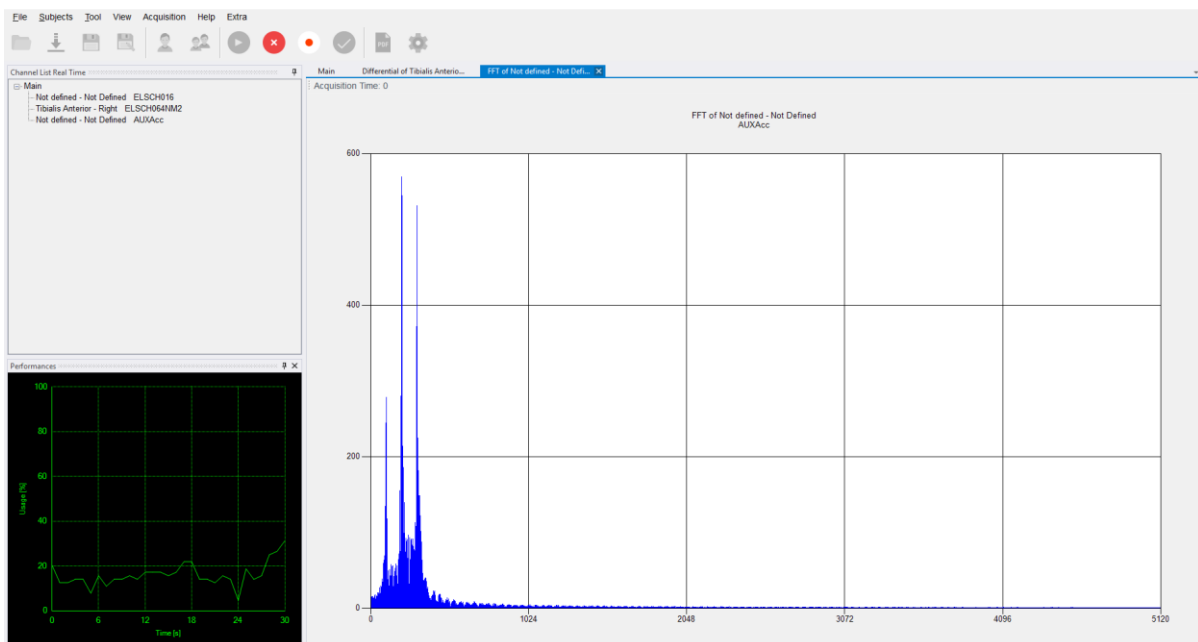 File Subjects Tool View Acquisition Help Extra
PDF
Channel List Real Time
Main
Not defined - Not Defined ELSCH016
Tibialis Anterior - Right ELSCH064NM2
Not defined - Not Defined AUXAcc
Performances
100
80
60
40
20
0
Usage [%]
0 6 12 18 24 30
Time [s]
Main Differential of Tibialis Anterio... FFT of Not defined - Not Defi...
Acquisition Time: 0
FFT of Not defined - Not Defined
AUXAcc
600
400
200
0
0 1024 2048 3072 4096 5120